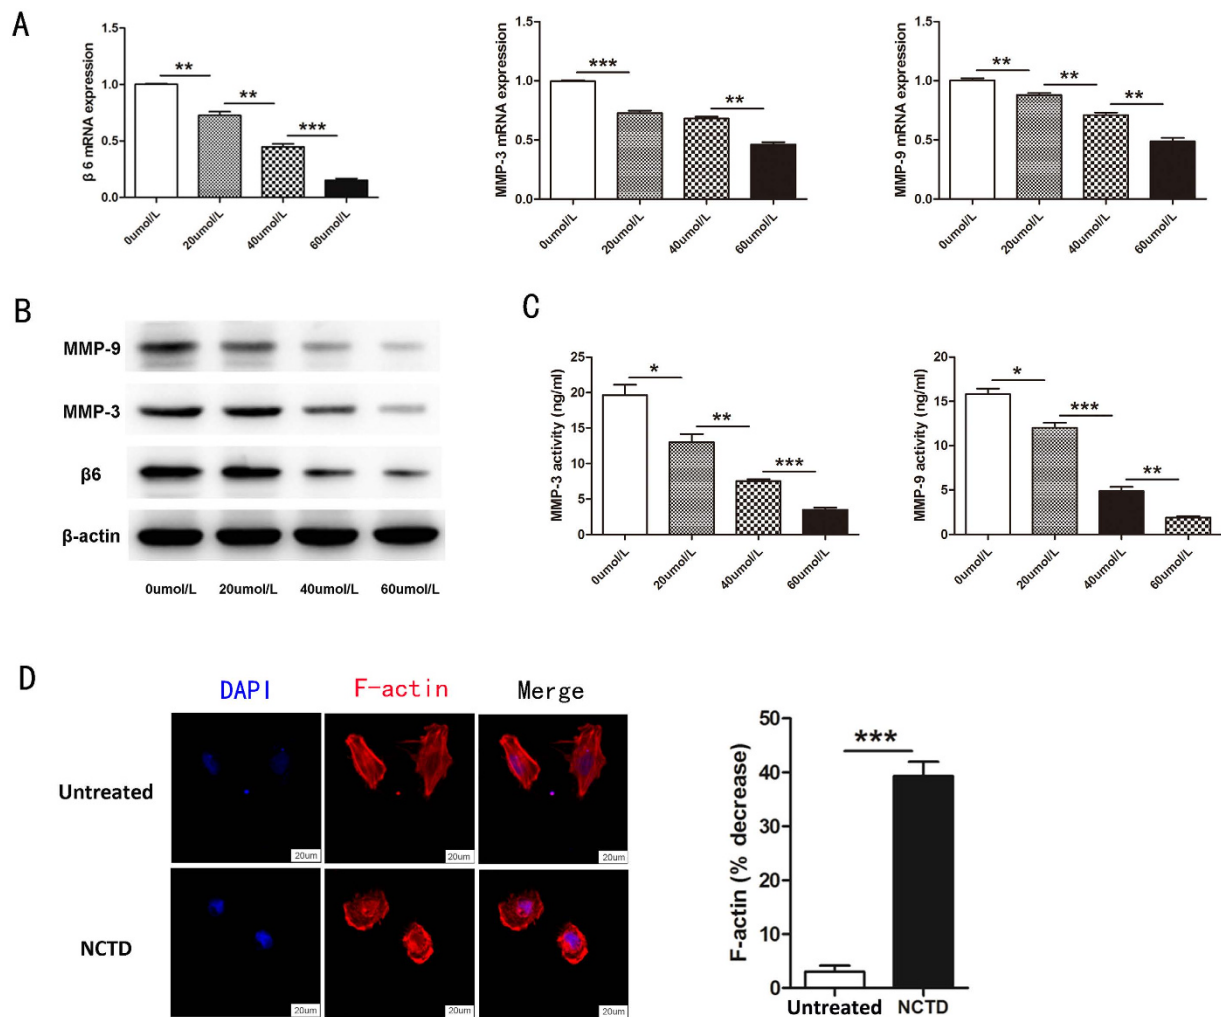 A
β 6 mRNA expression
1.5
1.0
0.5
0.0
**
**
***
0umol/L
20umol/L
40umol/L
60umol/L
MMP-3 mRNA expression
1.5
1.0
0.5
0.0
***
**
0umol/L
20umol/L
40umol/L
60umol/L
MMP-9 mRNA expression
1.5
1.0
0.5
0.0
**
**
**
0umol/L
20umol/L
40umol/L
60umol/L
B
MMP-9
MMP-3
β6
β-actin
0umol/L 20umol/L 40umol/L 60umol/L
C
MMP-3 activity (ng/ml)
25
20
15
10
5
0
*
**
***
0umol/L
20umol/L
40umol/L
60umol/L
MMP-9 activity (ng/ml)
20
15
10
5
0
*
***
**
0umol/L
20umol/L
40umol/L
60umol/L
D
DAPI F-actin Merge
Untreated
20um 20um 20um
NCTD
20um 20um 20um
F-actin (% decrease)
50
40
30
20
10
0
***
Untreated NCTD